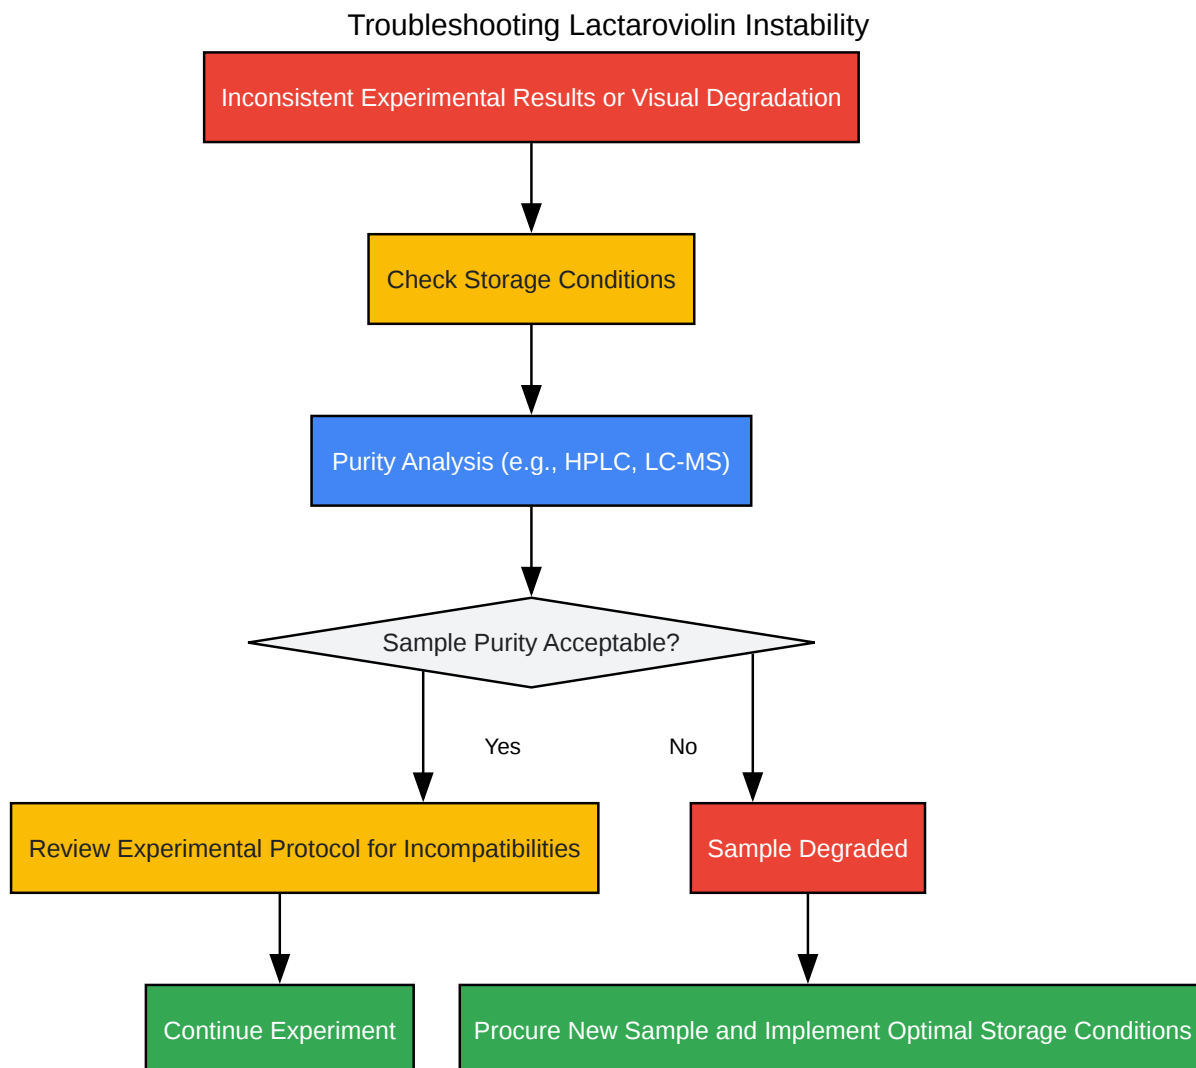 Troubleshooting Lactaroviolin Instability
Inconsistent Experimental Results or Visual Degradation
Check Storage Conditions
Purity Analysis (e.g., HPLC, LC-MS)
Sample Purity Acceptable?
Yes
No
Review Experimental Protocol for Incompatibilities
Sample Degraded
Continue Experiment
Procure New Sample and Implement Optimal Storage Conditions